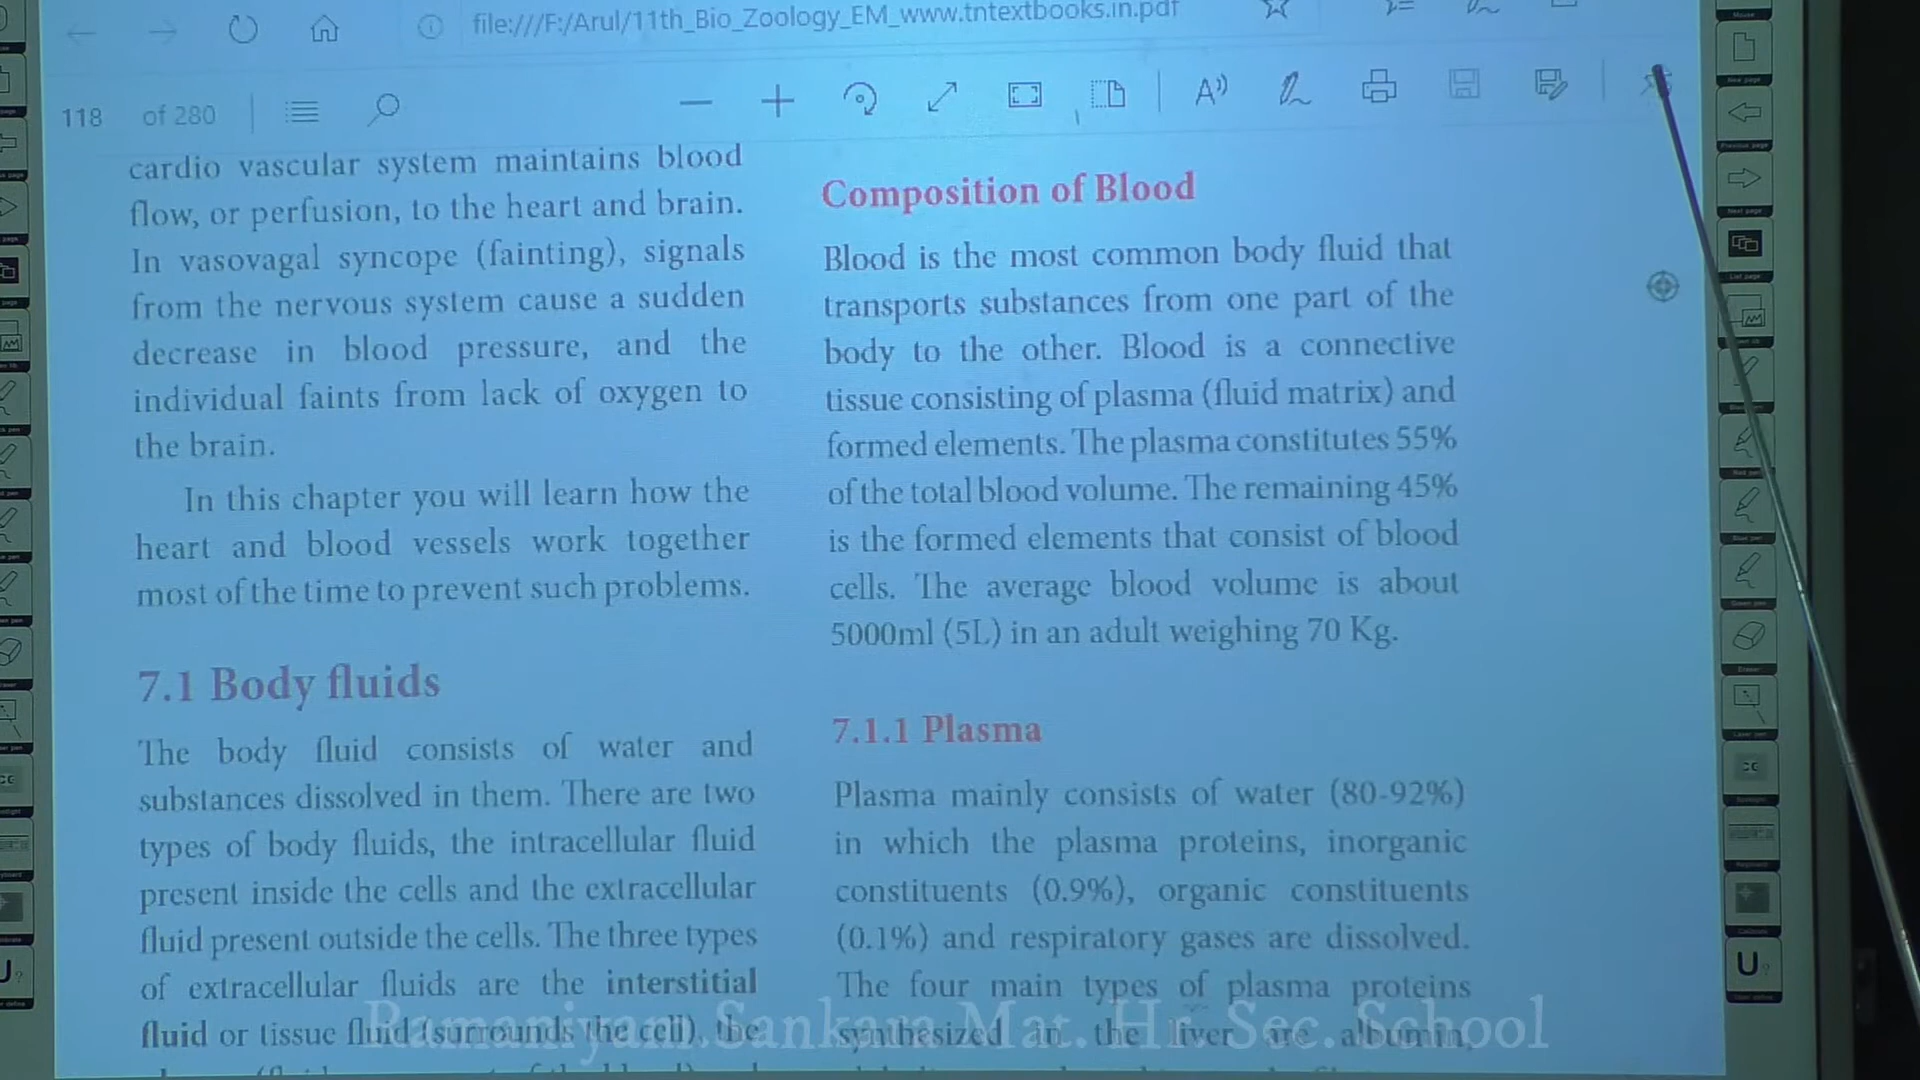 file:///F:/Arul/11th_Bio_Zoology_EM_www.tntextbooks.in.pdf
118 of 280
cardio vascular system maintains blood
flow, or perfusion, to the heart and brain.
In vasovagal syncope (fainting), signals
from the nervous system cause a sudden
decrease in blood pressure, and the
individual faints from lack of oxygen to
the brain.
In this chapter you will learn how the
heart and blood vessels work together
most of the time to prevent such problems.
7.1 Body fluids
The body fluid consists of water and
substances dissolved in them. There are two
types of body fluids, the intracellular fluid
present inside the cells and the extracellular
fluid present outside the cells. The three types
of extracellular fluids are the interstitial
fluid or tissue fluid (surrounds the cell), the
Composition of Blood
Blood is the most common body fluid that
transports substances from one part of the
body to the other. Blood is a connective
tissue consisting of plasma (fluid matrix) and
formed elements. The plasma constitutes 55%
of the total blood volume. The remaining 45%
is the formed elements that consist of blood
cells. The average blood volume is about
5000ml (5L) in an adult weighing 70 Kg.
7.1.1 Plasma
Plasma mainly consists of water (80-92%)
in which the plasma proteins, inorganic
constituents (0.9%), organic constituents
(0.1%) and respiratory gases are dissolved.
The four main types of plasma proteins
synthesized in the liver are albumin,
Ramaniyam Sankara Mat. Hr. Sec. School
New page
Previous page
Next page
Eraser